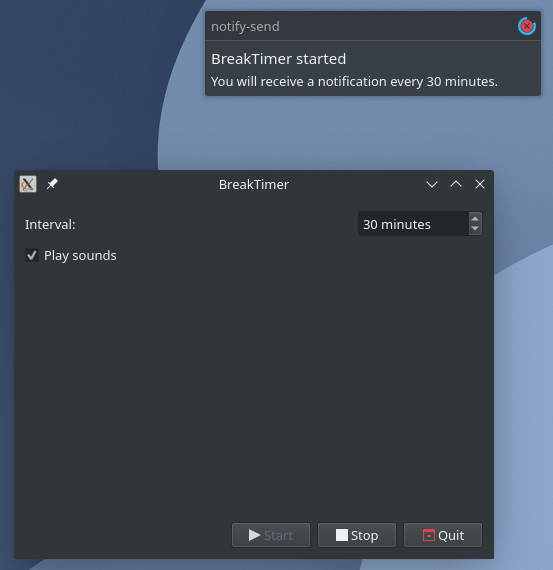 notify-send
BreakTimer started
You will receive a notification every 30 minutes.
BreakTimer
Interval:
30 minutes
Play sounds
Start
Stop
Quit